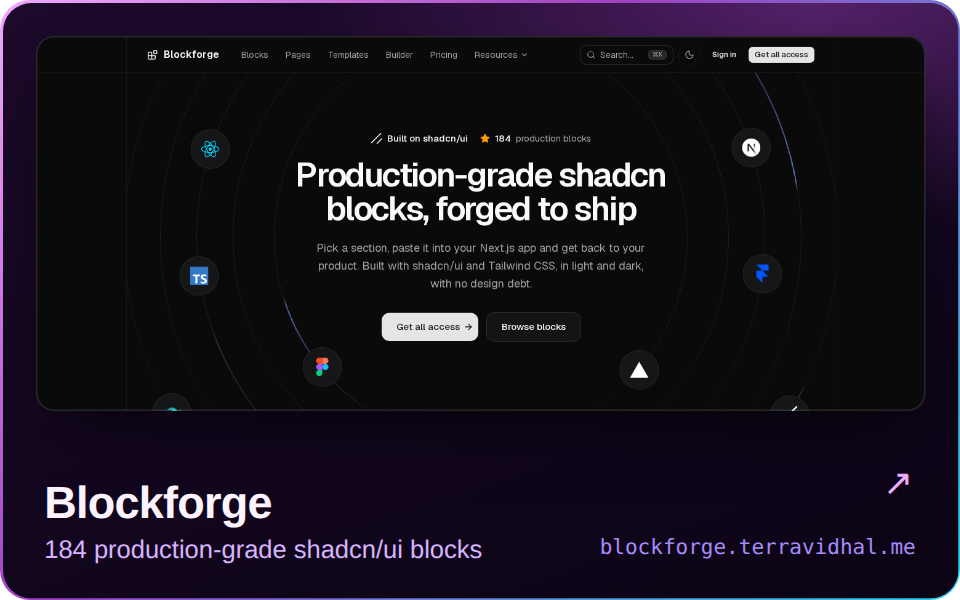 Blockforge
Blocks Pages Templates Builder Pricing Resources
Search... ⌘K
Sign in
Get all access
Built on shadcn/ui
184 production blocks
Production-grade shadcn
blocks, forged to ship
Pick a section, paste it into your Next.js app and get back to your
product. Built with shadcn/ui and Tailwind CSS, in light and dark,
with no design debt.
Get all access →
Browse blocks
N
TS
Blockforge
184 production-grade shadcn/ui blocks
↗
blockforge.terravidhal.me